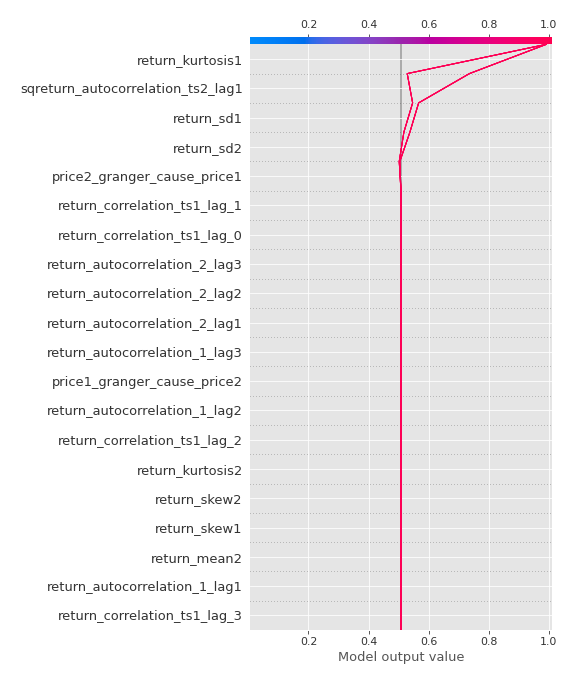 0.2 0.4 0.6 0.8 1.0
return_kurtosis1
sqreturn_autocorrelation_ts2_lag1
return_sd1
return_sd2
price2_granger_cause_price1
return_correlation_ts1_lag_1
return_correlation_ts1_lag_0
return_autocorrelation_2_lag3
return_autocorrelation_2_lag2
return_autocorrelation_2_lag1
return_autocorrelation_1_lag3
price1_granger_cause_price2
return_autocorrelation_1_lag2
return_correlation_ts1_lag_2
return_kurtosis2
return_skew2
return_skew1
return_mean2
return_autocorrelation_1_lag1
return_correlation_ts1_lag_3
0.2 0.4 0.6 0.8 1.0
Model output value